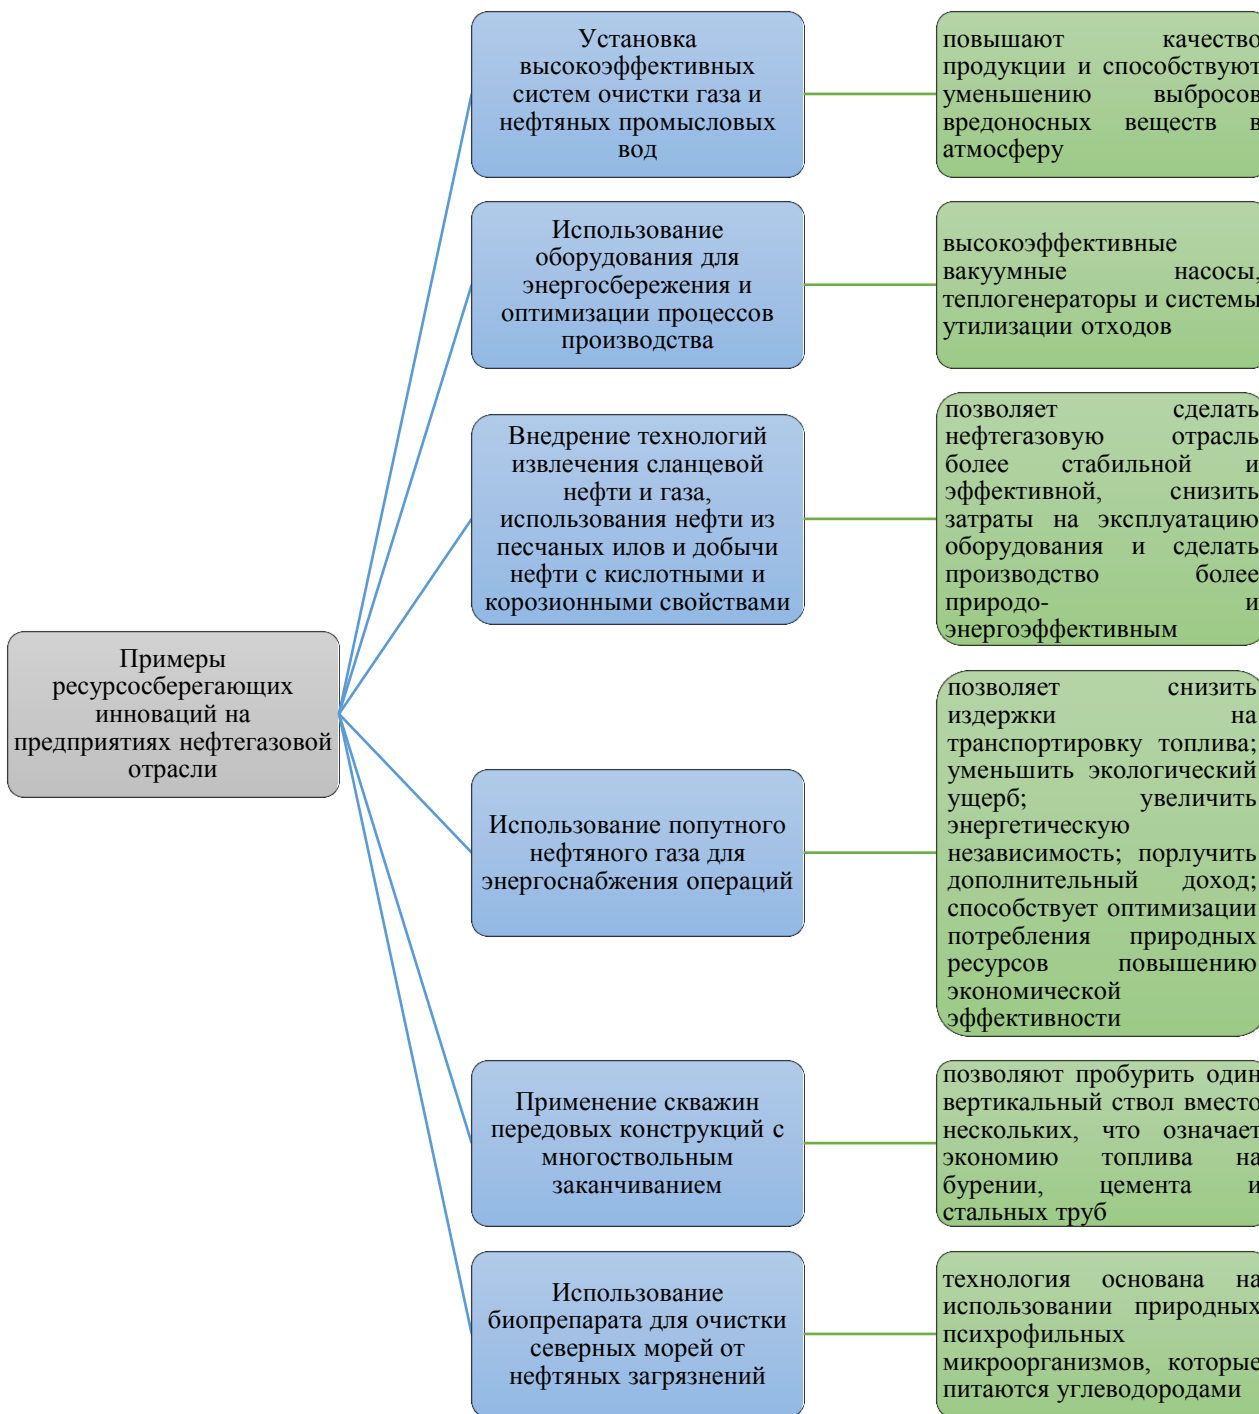 Примеры
ресурсосберегающих
инноваций на
предприятиях нефтегазовой
отрасли
Установка
высокоэффективных
систем очистки газа и
нефтяных промысловых
вод
повышают качество
продукции и способствуют
уменьшению выбросов
вредоносных веществ в
атмосферу
Использование
оборудования для
энергосбережения и
оптимизации процессов
производства
высокоэффективные
вакуумные насосы,
теплогенераторы и системы
утилизации отходов
Внедрение технологий
извлечения сланцевой
нефти и газа,
использования нефти из
песчаных илов и добычи
нефти с кислотными и
корозионными свойствами
позволяет сделать
нефтегазовую отрасль
более стабильной и
эффективной, снизить
затраты на эксплуатацию
оборудования и сделать
производство более
природо- и
энергоэффективным
Использование попутного
нефтяного газа для
энергоснабжения операций
позволяет снизить
издержки на
транспортировку топлива;
уменьшить экологический
ущерб; увеличить
энергетическую
независимость; порлучить
дополнительный доход;
способствует оптимизации
потребления природных
ресурсов повышению
экономической
эффективности
Применение скважин
передовых конструкций с
многоствольным
заканчиванием
позволяют пробурить один
вертикальный ствол вместо
нескольких, что означает
экономию топлива на
бурении, цемента и
стальных труб
Использование
биопрепарата для очистки
северных морей от
нефтяных загрязнений
технология основана на
использовании природных
психрофильных
микроорганизмов, которые
питаются углеводородами